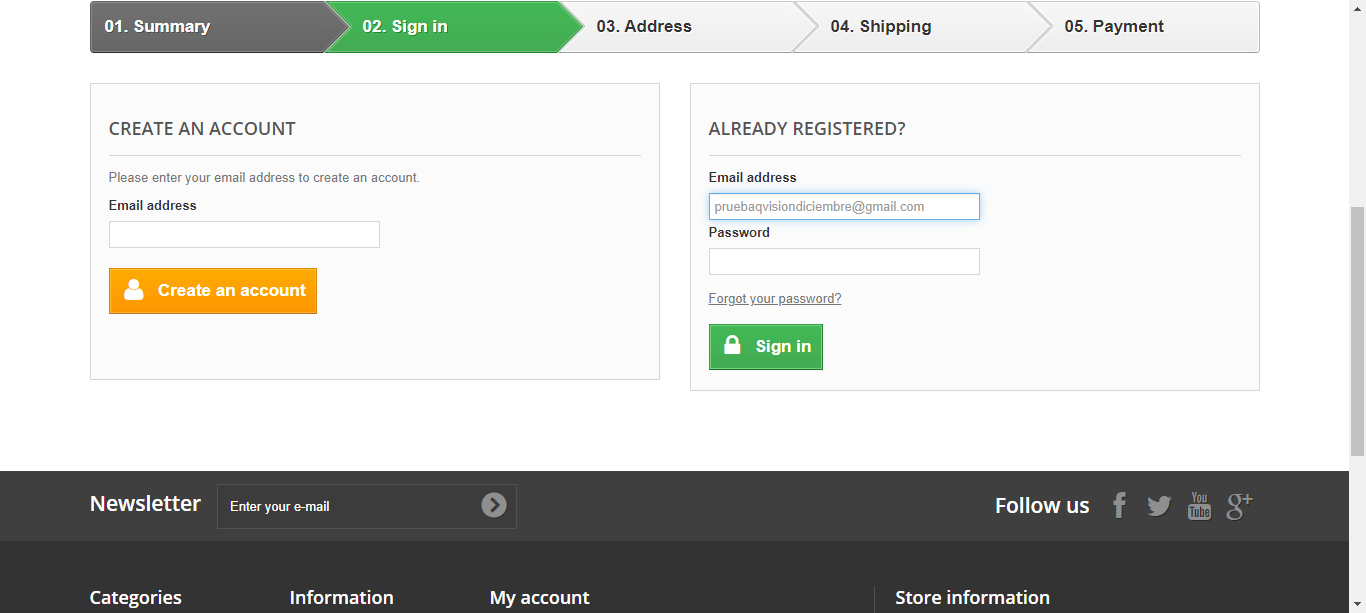 01. Summary
02. Sign in
03. Address
04. Shipping
05. Payment
CREATE AN ACCOUNT
Please enter your email address to create an account.
Email address
Create an account
ALREADY REGISTERED?
Email address
pruebaqvisiondiciembre@gmail.com
Password
Forgot your password?
Sign in
Newsletter
Enter your e-mail
Follow us
You
Tube
g+
Categories
Information
My account
Store information